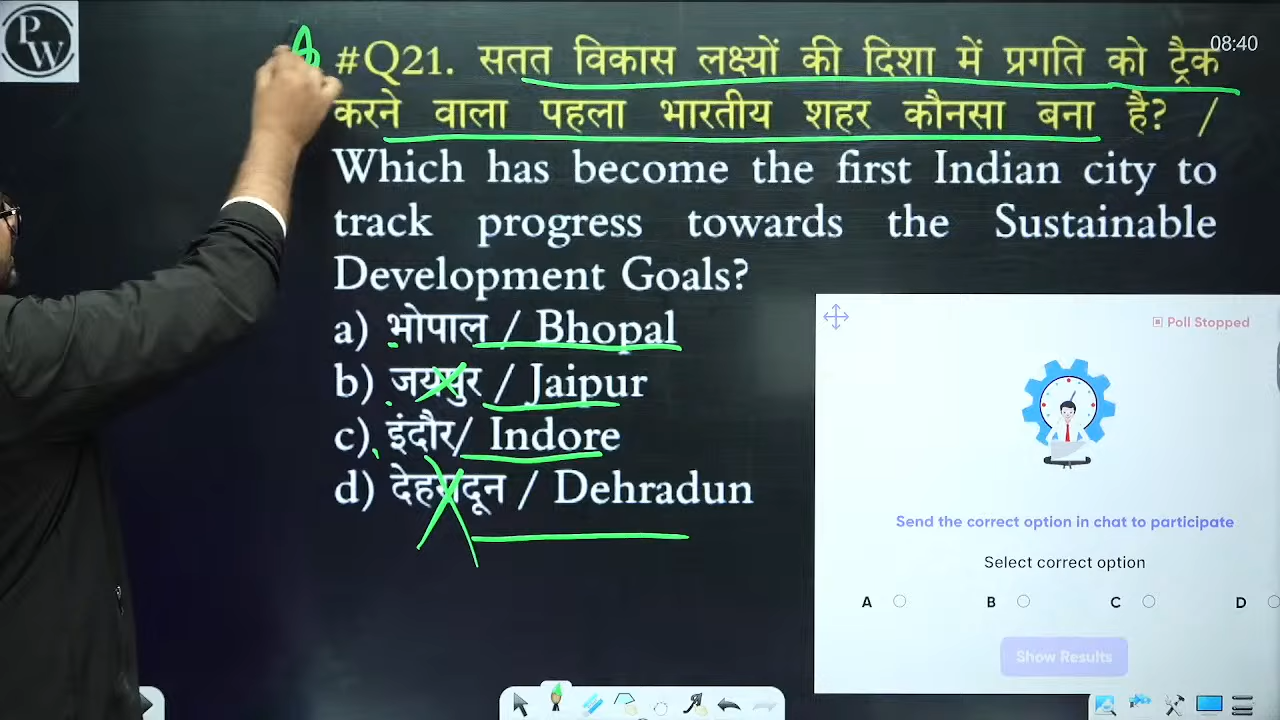 PW
08:40
#Q21. सतत विकास लक्ष्यों की दिशा में प्रगति को ट्रैक
करने वाला पहला भारतीय शहर कौनसा बना है? /
Which has become the first Indian city to
track progress towards the Sustainable
Development Goals?
a) भोपाल / Bhopal
b) जयपुर / Jaipur
c) इंदौर/ Indore
d) देहरादून / Dehradun
Poll Stopped
Send the correct option in chat to participate
Select correct option
A B C D
Show Results